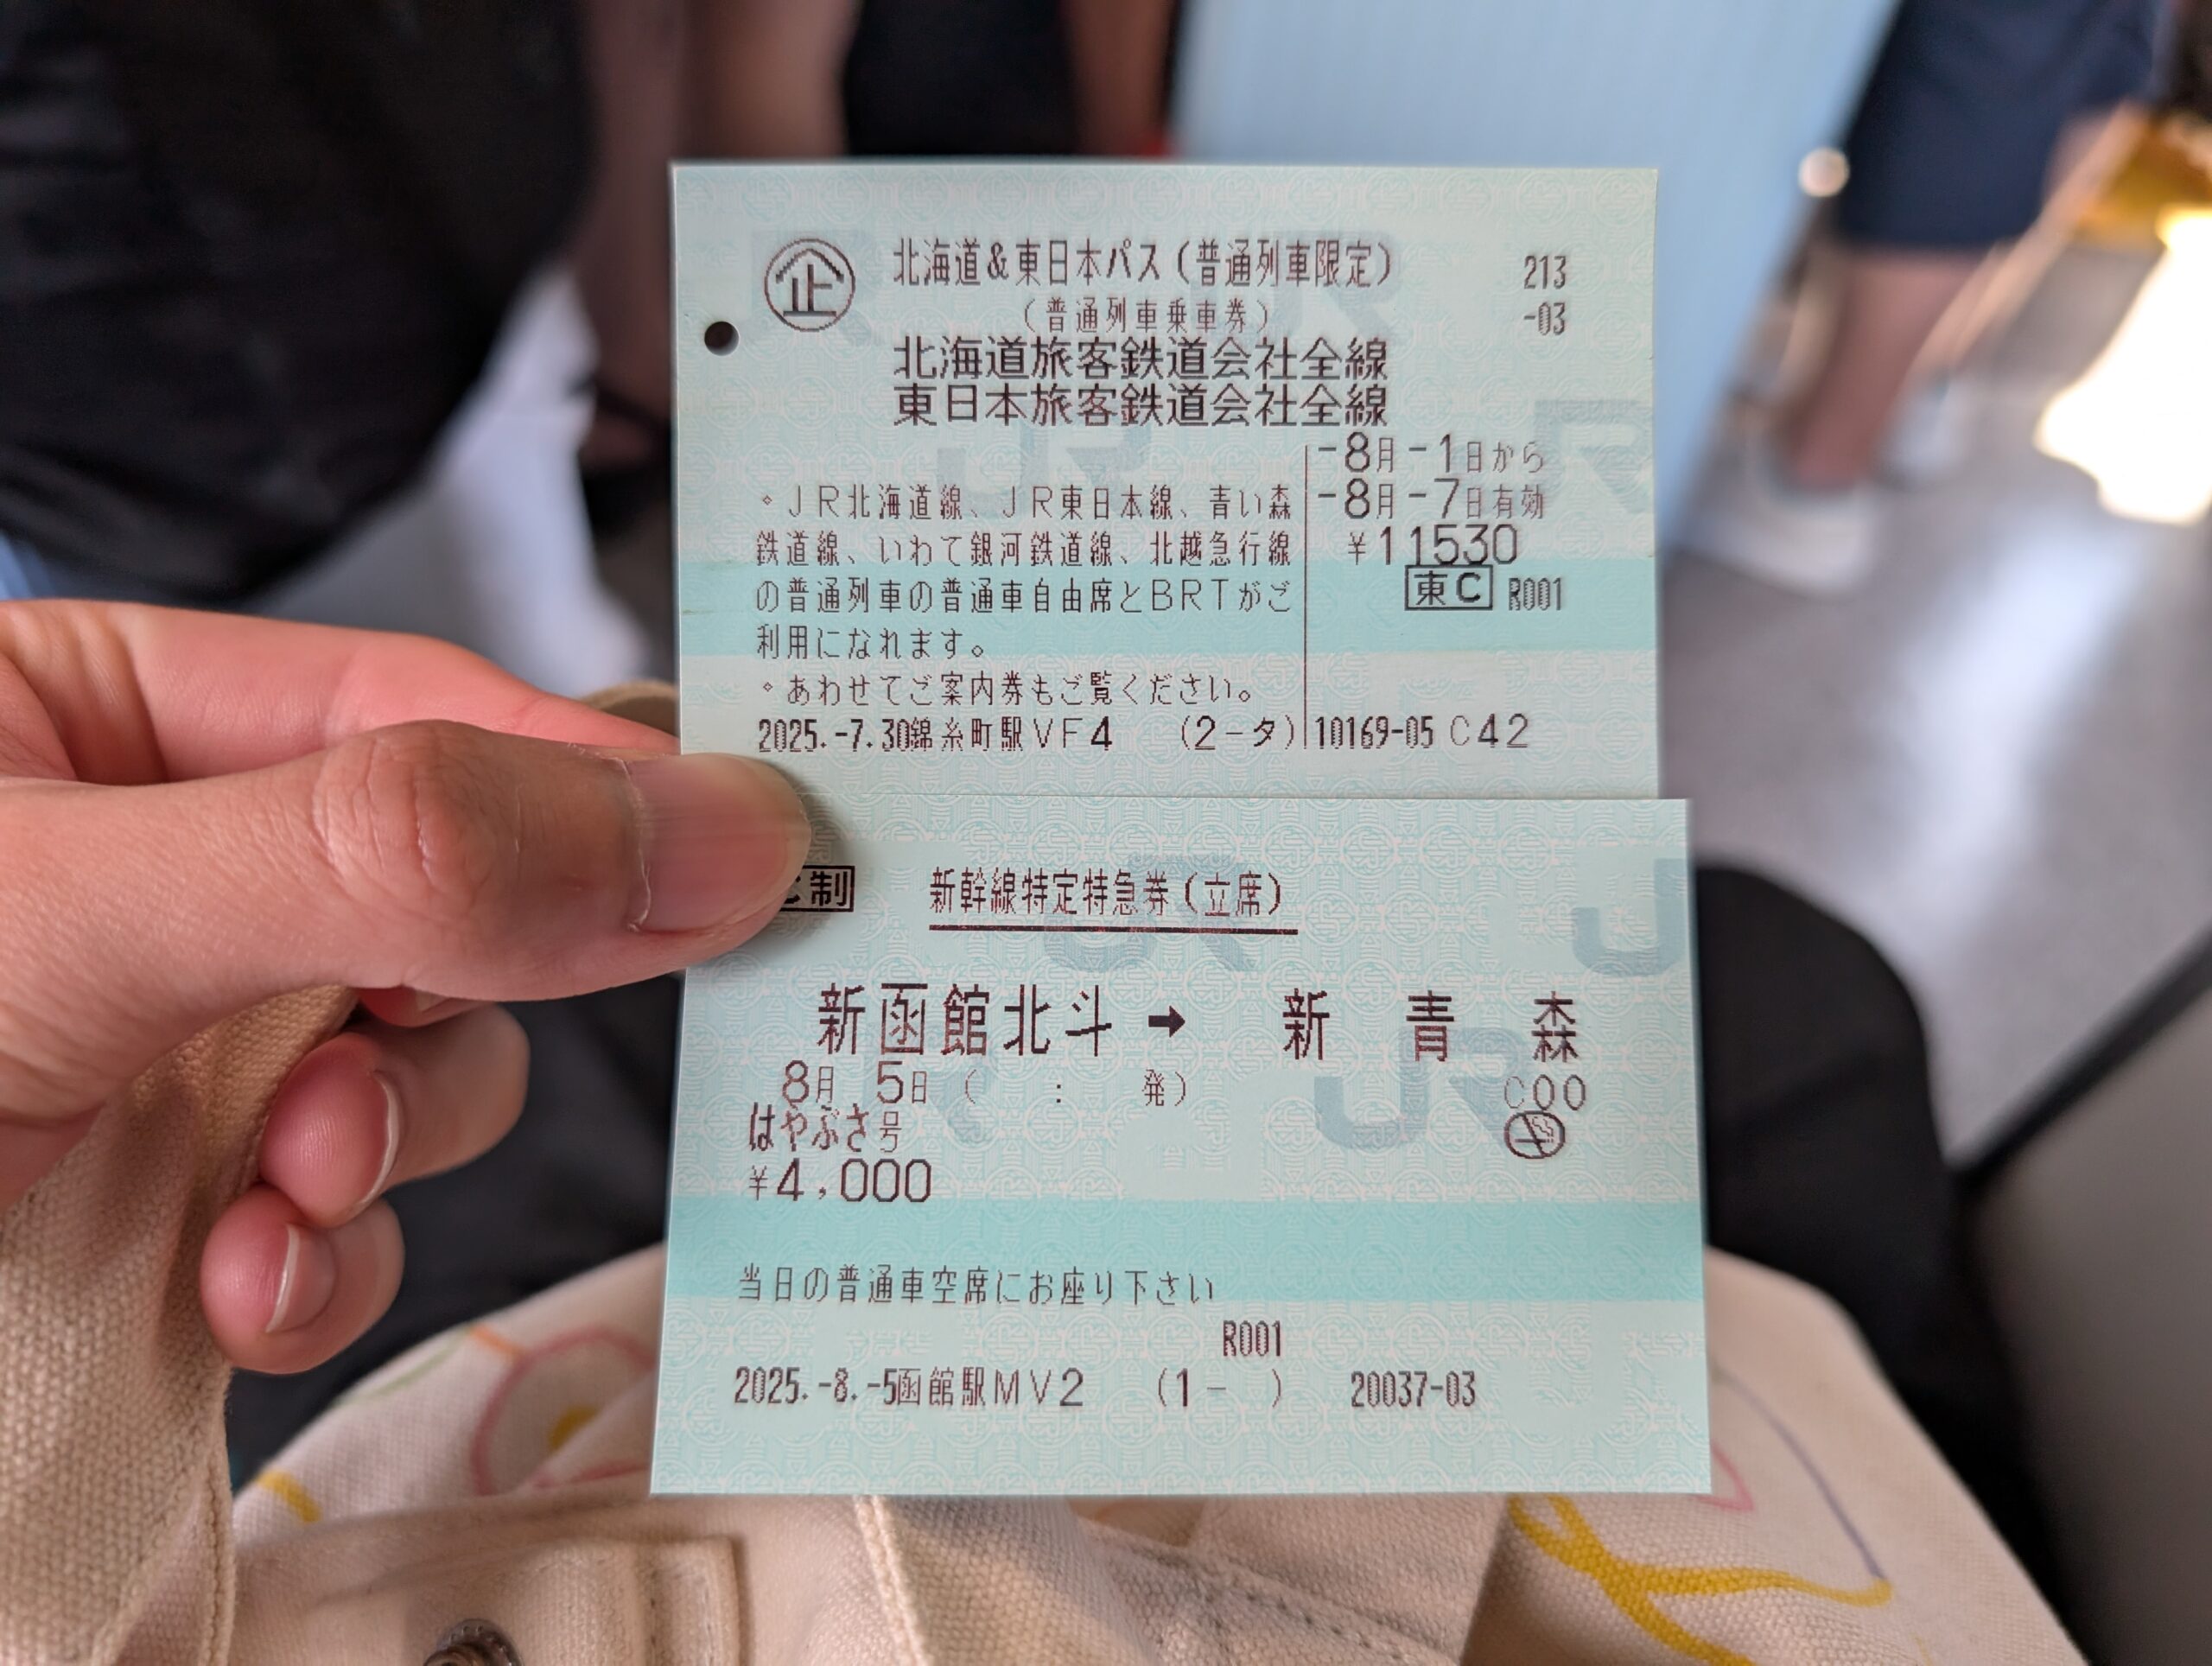 企 北海道&東日本パス(普通列車限定) 213
(普通列車乗車券) -03
北海道旅客鉄道会社全線
東日本旅客鉄道会社全線
-8月-1日から
・JR北海道線、JR東日本線、青い森 -8月-7日有効
鉄道線、いわて銀河鉄道線、北越急行線 ¥11530
の普通列車の普通車自由席とBRTがご 東C R001
利用になれます。
・あわせてご案内券もご覧ください。
2025.-7.30錦糸町駅VF4 (2-タ) 10169-05 C42
制 新幹線特定特急券(立席)
新函館北斗 → 新青森
8月 5日 ( : 発) C00
はやぶさ号
¥4,000
当日の普通車空席にお座り下さい
R001
2025.-8.-5函館駅MV2 (1- ) 20037-03
JR